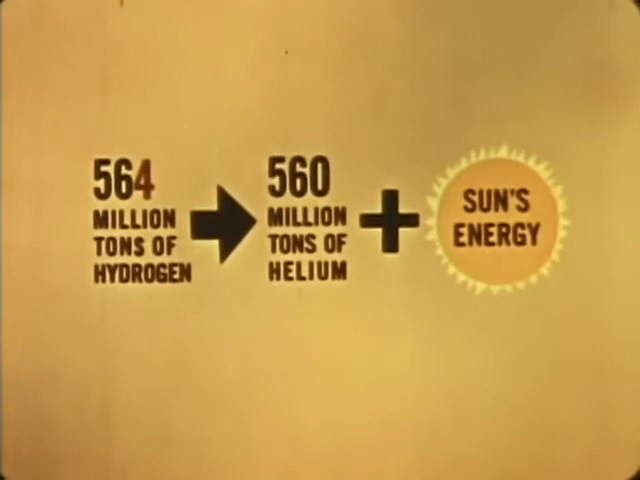 564
MILLION
TONS OF
HYDROGEN
560
MILLION
TONS OF
HELIUM
SUN'S
ENERGY